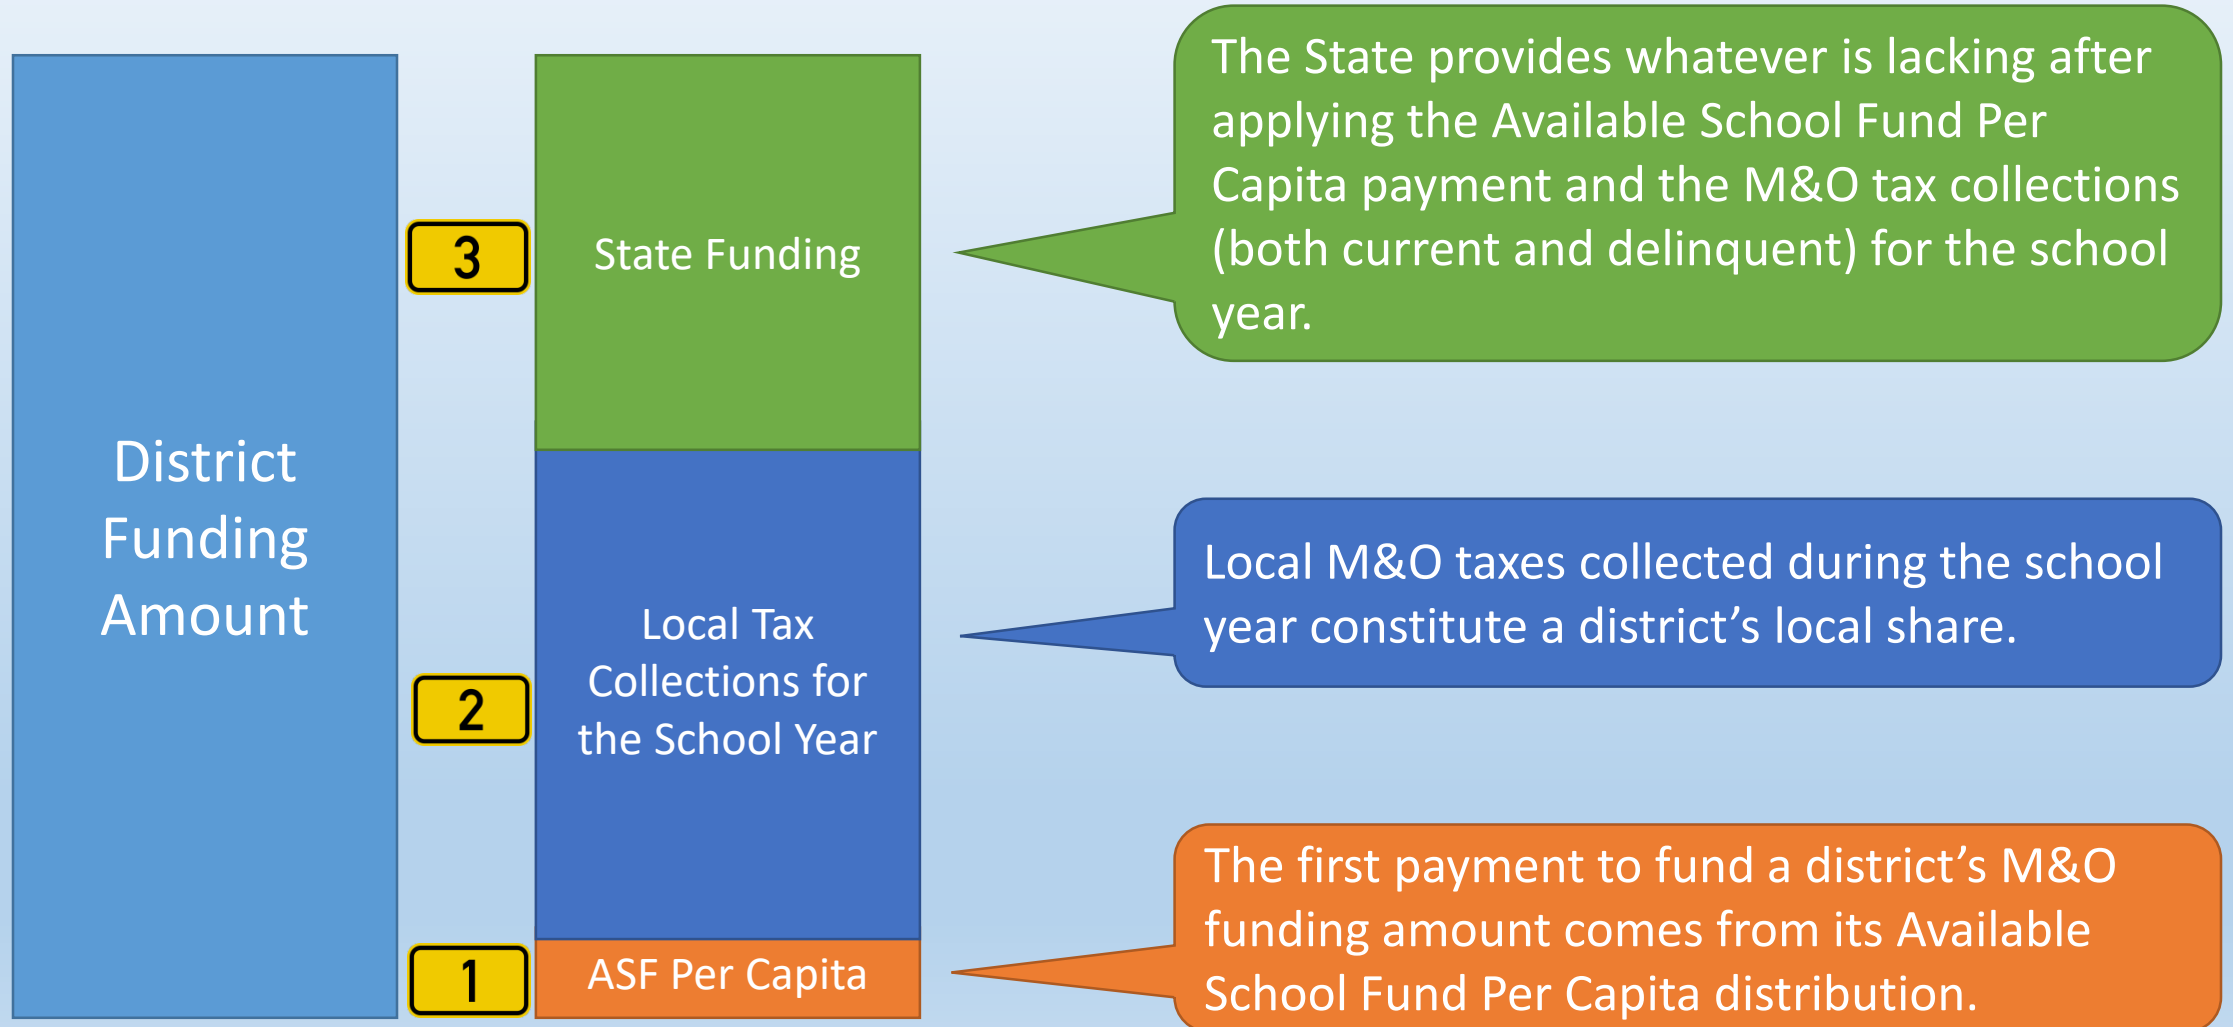 District
Funding
Amount
3
State Funding
The State provides whatever is lacking after
applying the Available School Fund Per
Capita payment and the M&O tax collections
(both current and delinquent) for the school
year.
2
Local Tax
Collections for
the School Year
Local M&O taxes collected during the school
year constitute a district’s local share.
1
ASF Per Capita
The first payment to fund a district’s M&O
funding amount comes from its Available
School Fund Per Capita distribution.